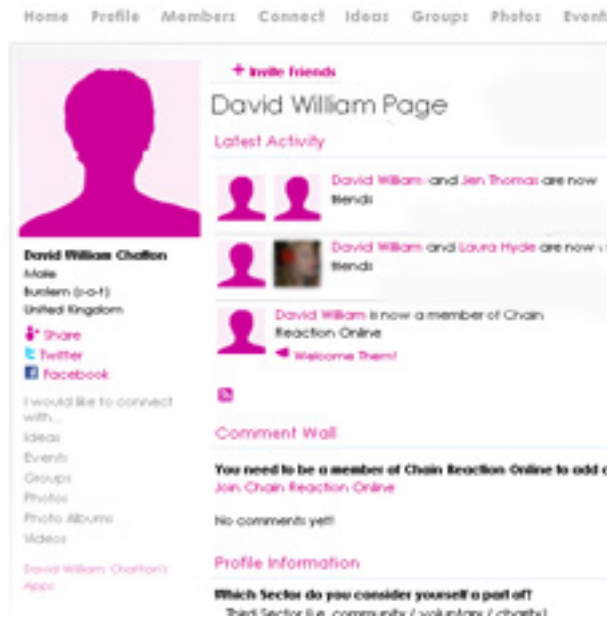 Home Profile Members Connect Ideas Groups Photos Event
+ Invite Friends
David William Page
Latest Activity
David William and Jen Thomas are now
friends
David William and Laura Hyde are now
friends
David William is now a member of Chain
Reaction Online
Welcome Them!
David William Chatton
Male
United Kingdom
Share
Twitter
Facebook
I would like to connect
with...
Ideas
Events
Groups
Photos
Photo Albums
Videos
David William Chatton's
Apps
Comment Wall
You need to be a member of Chain Reaction Online to add
Join Chain Reaction Online
No comments yet!
Profile Information
Which Sector do you consider yourself a part of?
Third Sector (i.e. community / voluntary / charity)